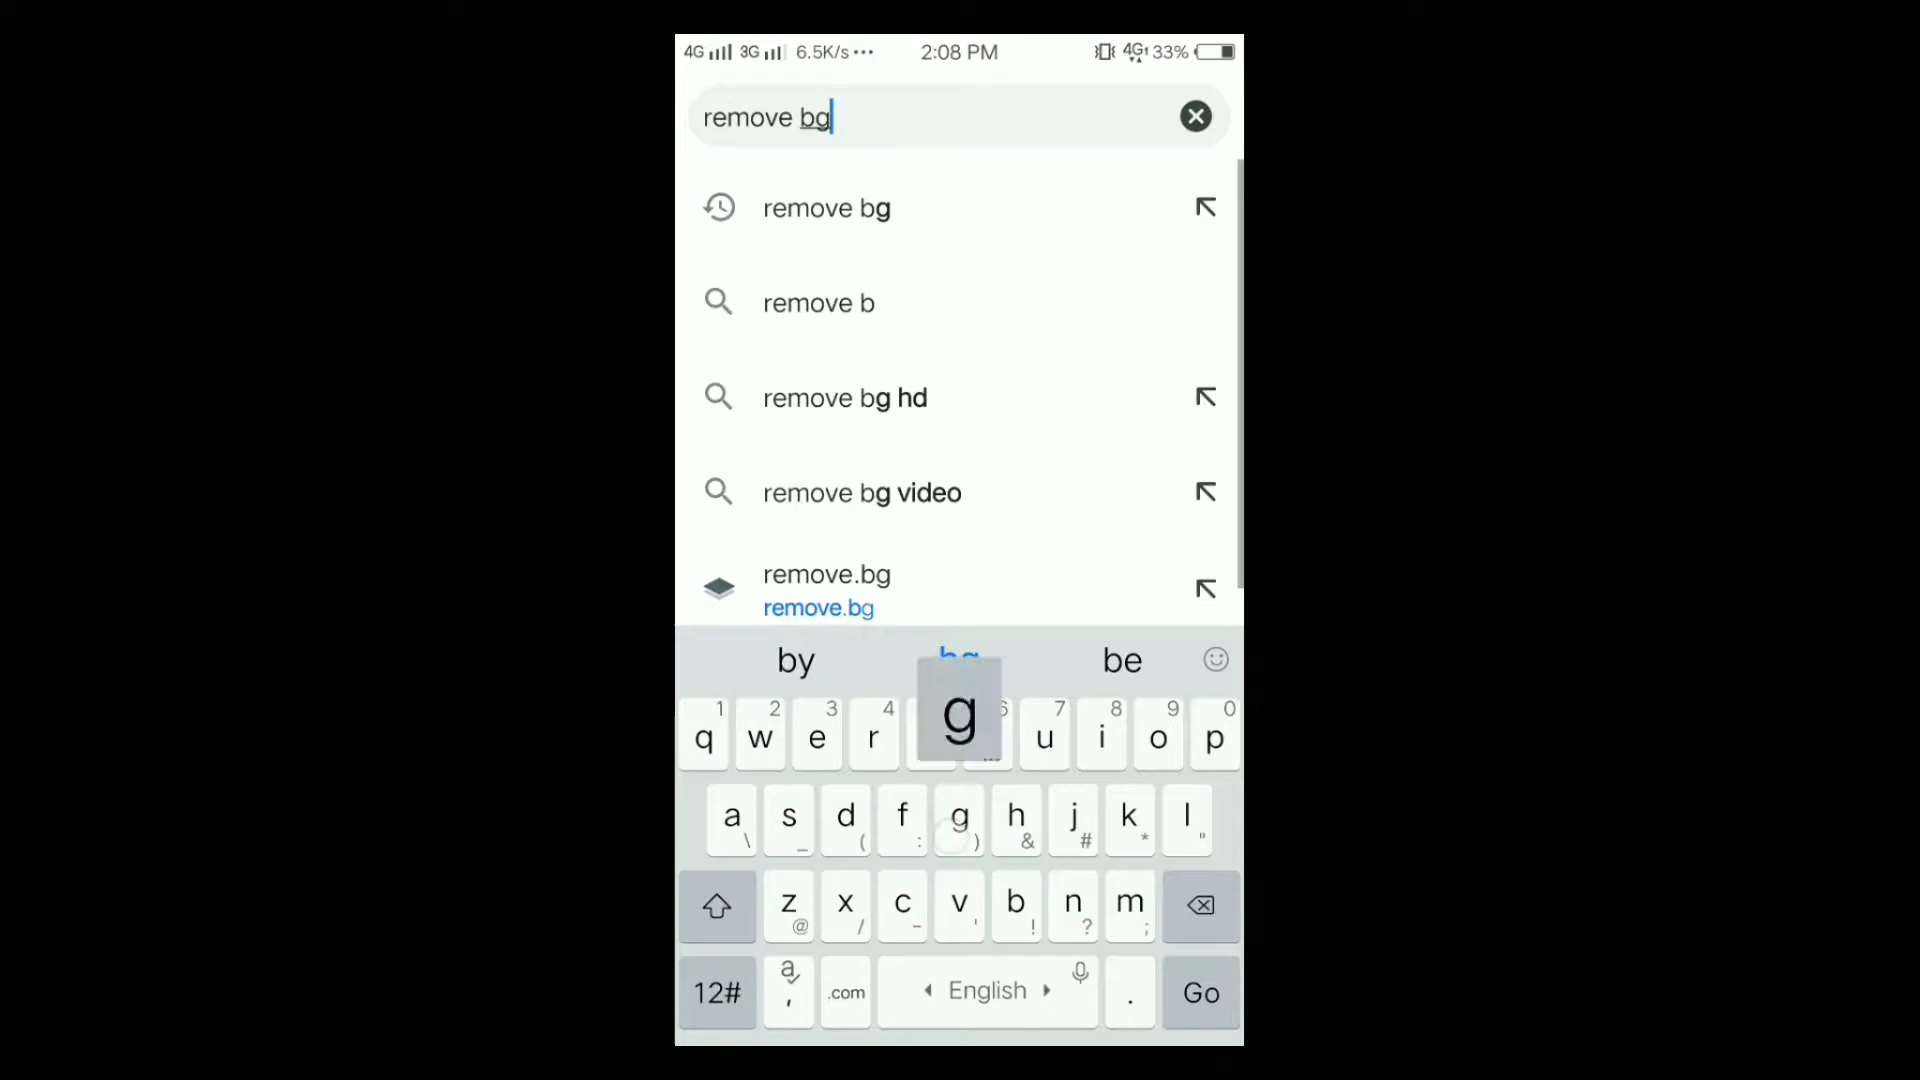 4G 3G 6.5K/s ••• 2:08 PM 4G 33%
remove bg
remove bg
remove b
remove bg hd
remove bg video
remove.bg
remove.bg
by bg be
g
1 2 3 4 6 7 8 9 0
q w e r u i o p
a s d f g h j k l
\ _ ( : ) & # * "
z x c v b n m
@ / - ' ! ? ;
12# a , .com English . Go